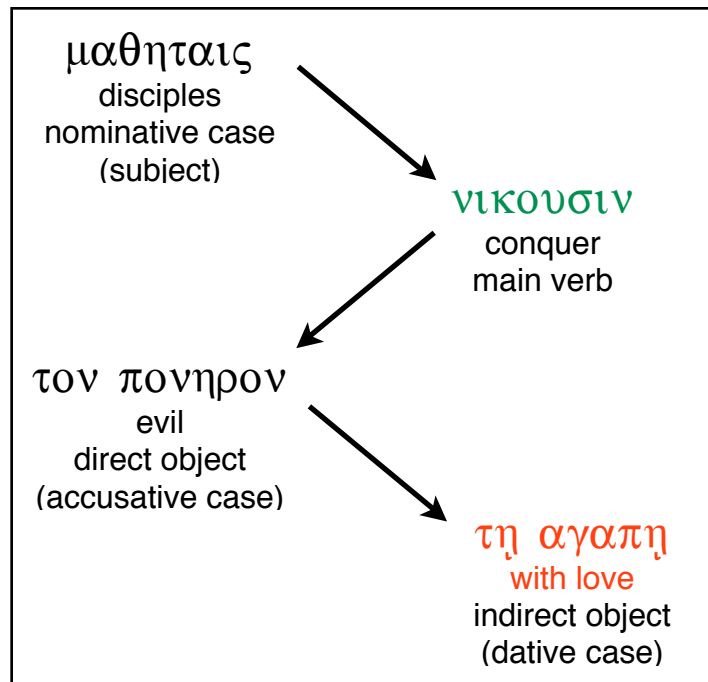 μαθηταις
disciples
nominative case
(subject)
νικουσιν
conquer
main verb
τον πονηρον
evil
direct object
(accusative case)
τῃ αγαπῃ
with love
indirect object
(dative case)